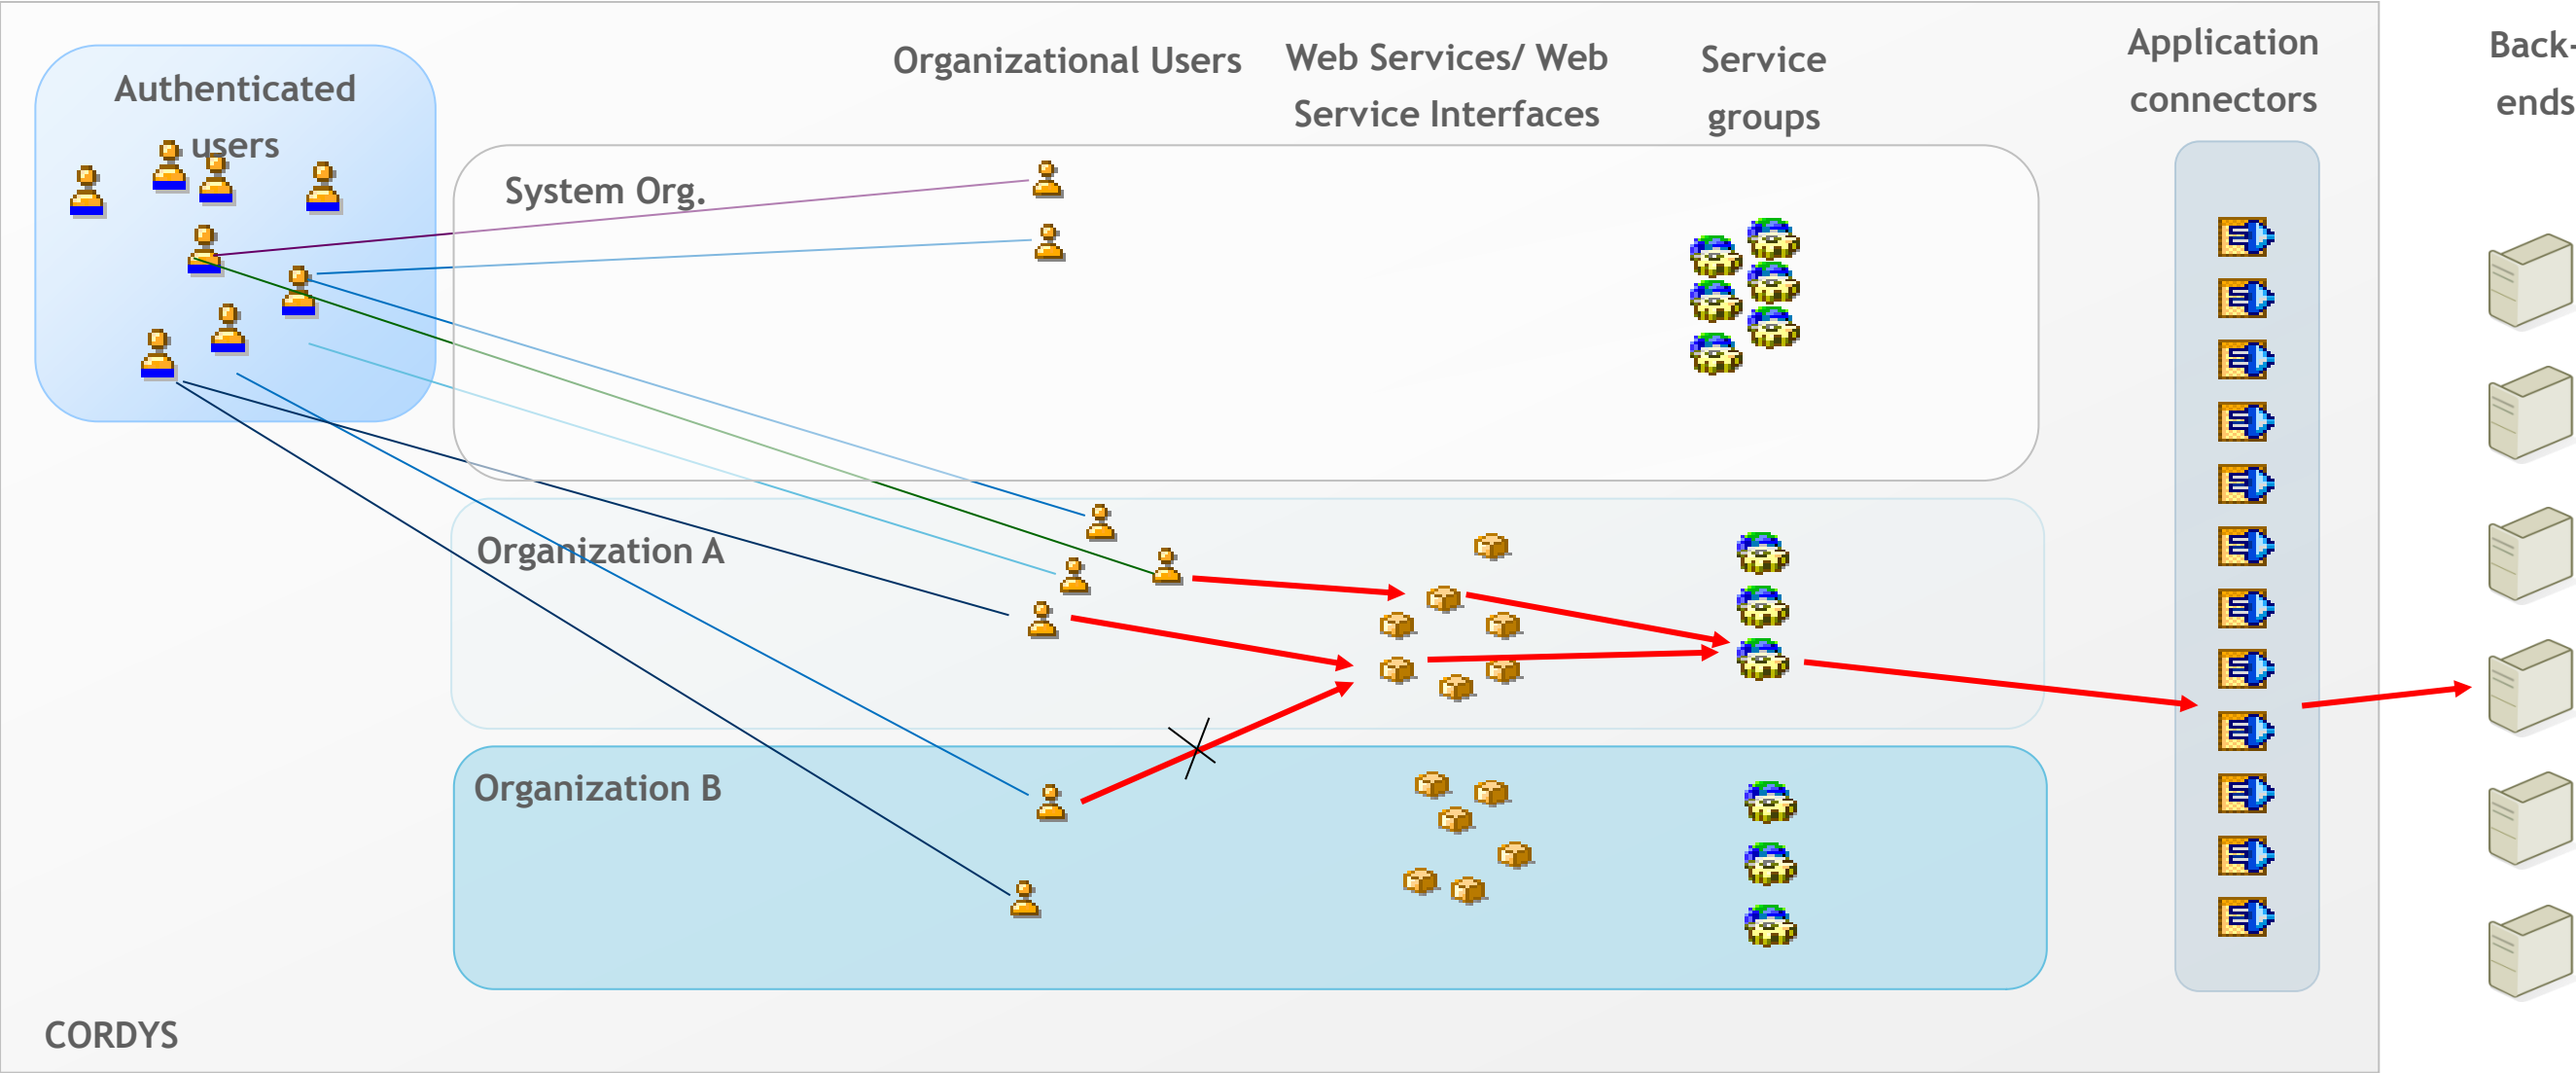 Authenticated
users
Organizational Users
Web Services/ Web
Service Interfaces
Service
groups
Application
connectors
Back-
ends
System Org.
Organization A
Organization B
CORDYS